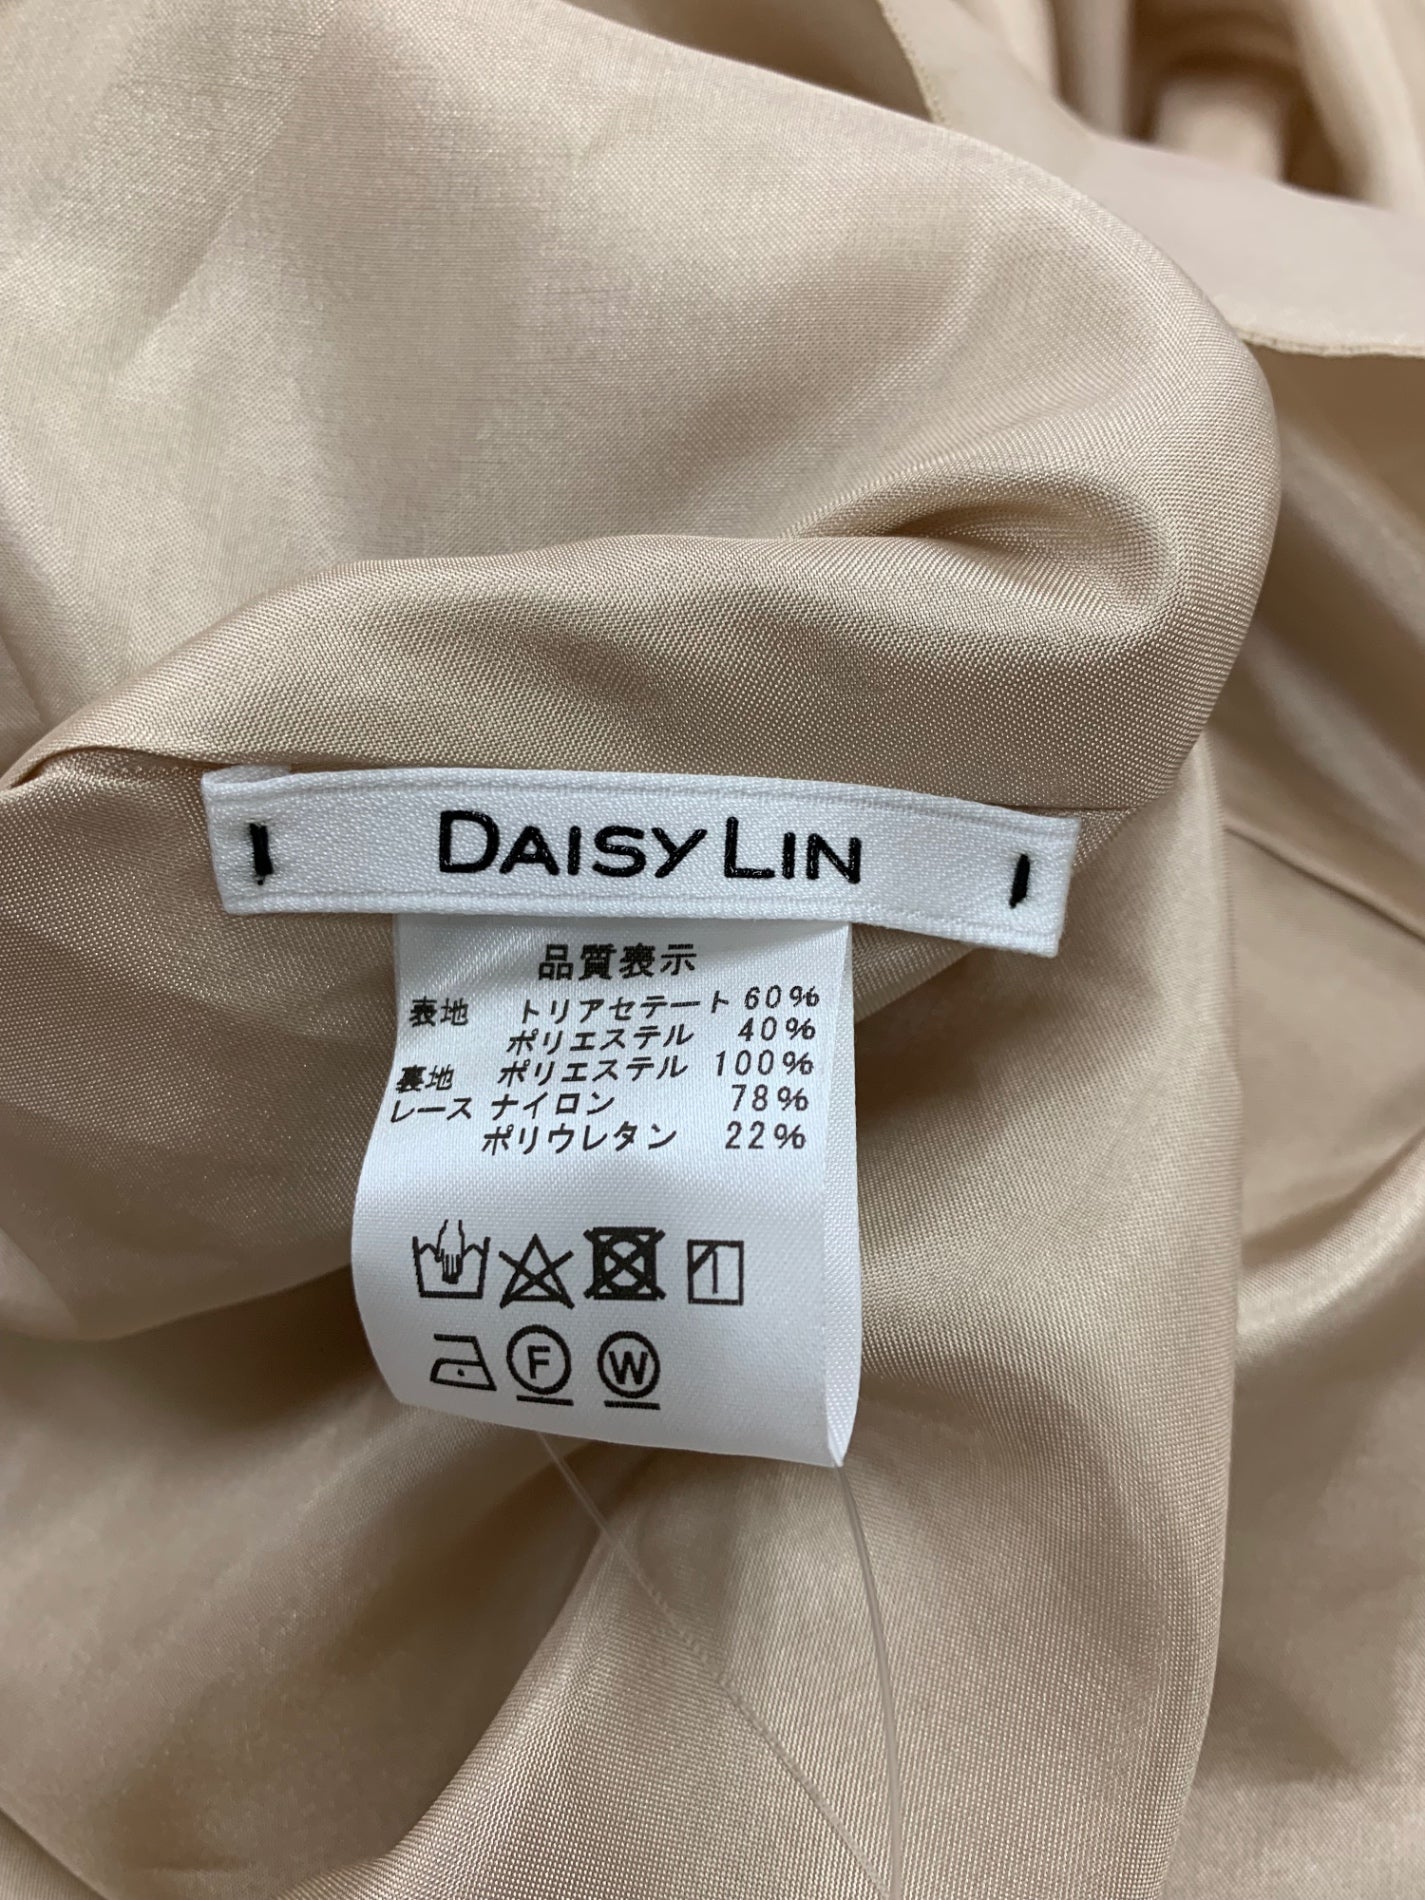 DAISY LIN
品質表示
表地 トリアセテート 60%
ポリエステル 40%
裏地 ポリエステル 100%
レース ナイロン 78%
ポリウレタン 22%
F W